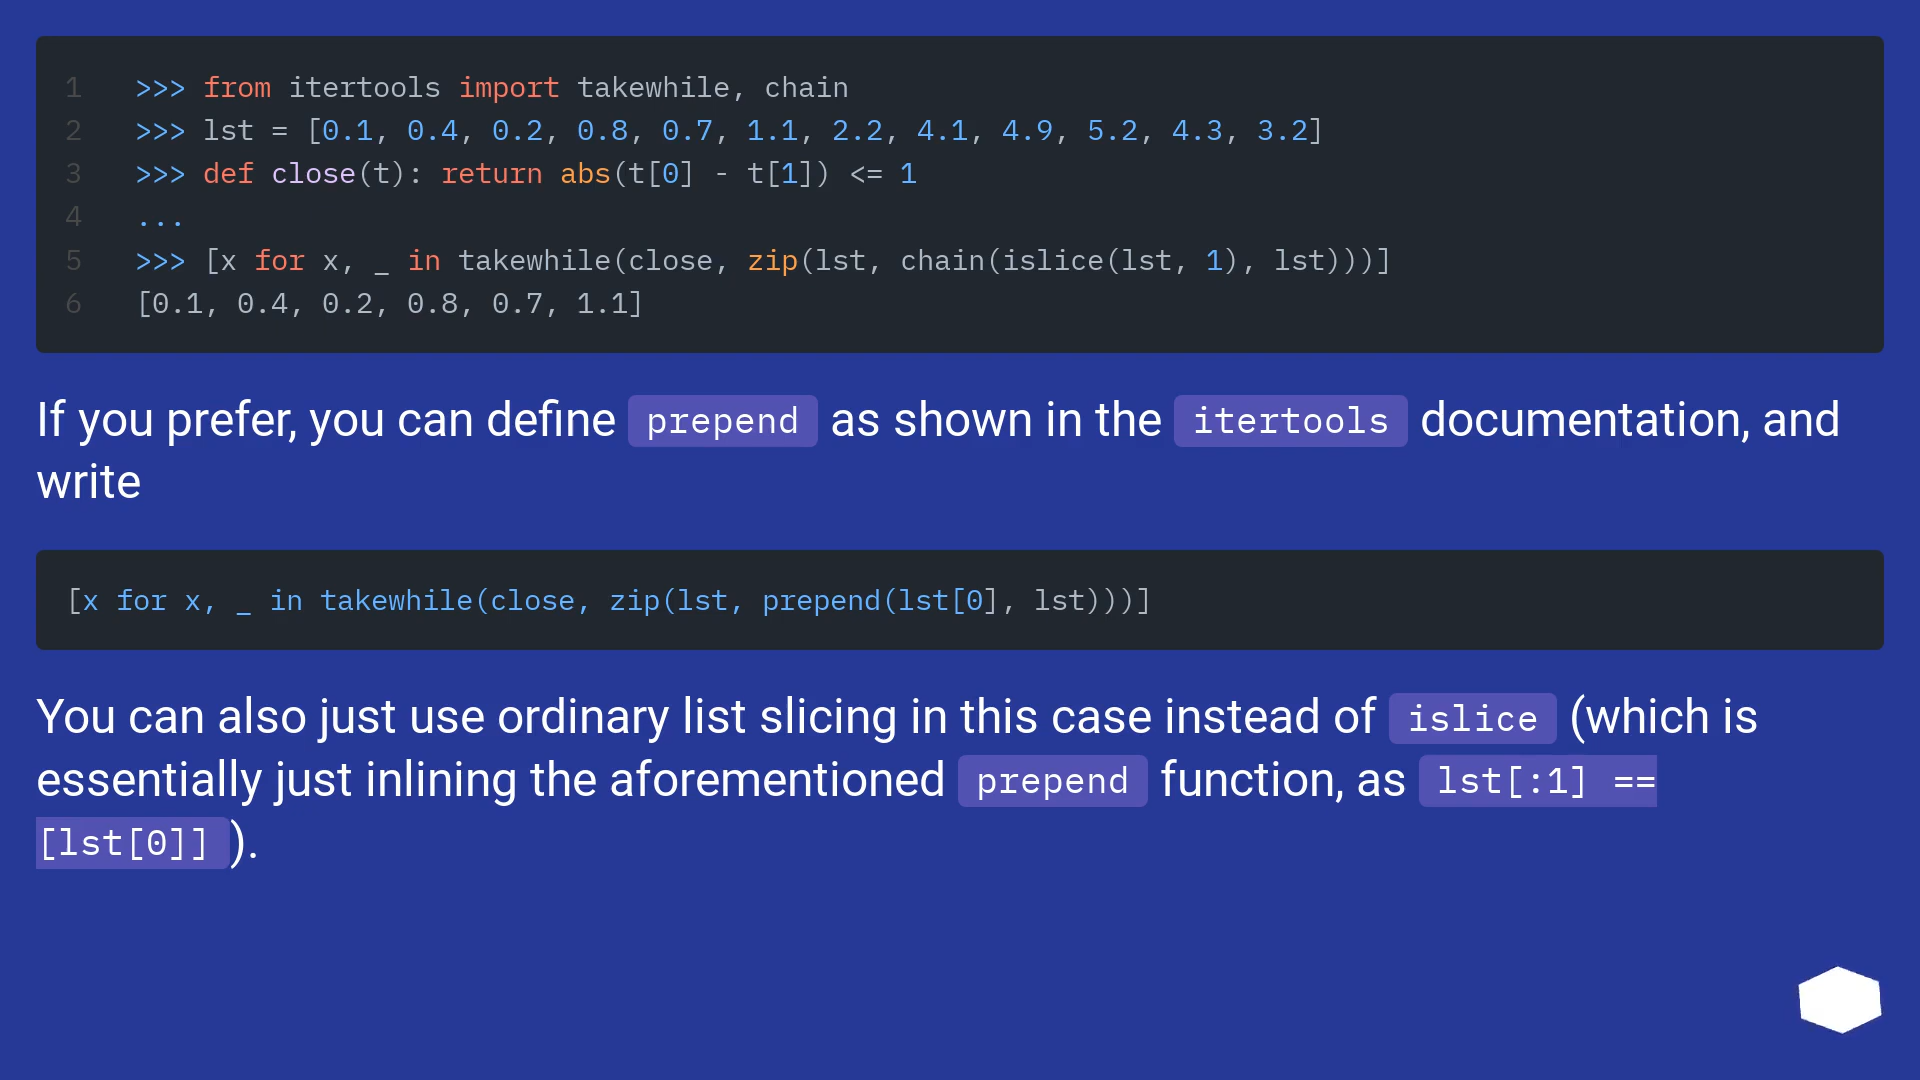 1 >>> from itertools import takewhile, chain
2 >>> lst = [0.1, 0.4, 0.2, 0.8, 0.7, 1.1, 2.2, 4.1, 4.9, 5.2, 4.3, 3.2]
3 >>> def close(t): return abs(t[0] - t[1]) <= 1
4 ...
5 >>> [x for x, _ in takewhile(close, zip(lst, chain(islice(lst, 1), lst)))]
6 [0.1, 0.4, 0.2, 0.8, 0.7, 1.1]
If you prefer, you can define prepend as shown in the itertools documentation, and
write
[x for x, _ in takewhile(close, zip(lst, prepend(lst[0], lst)))]
You can also just use ordinary list slicing in this case instead of islice (which is
essentially just inlining the aforementioned prepend function, as lst[:1] ==
[lst[0]] ).